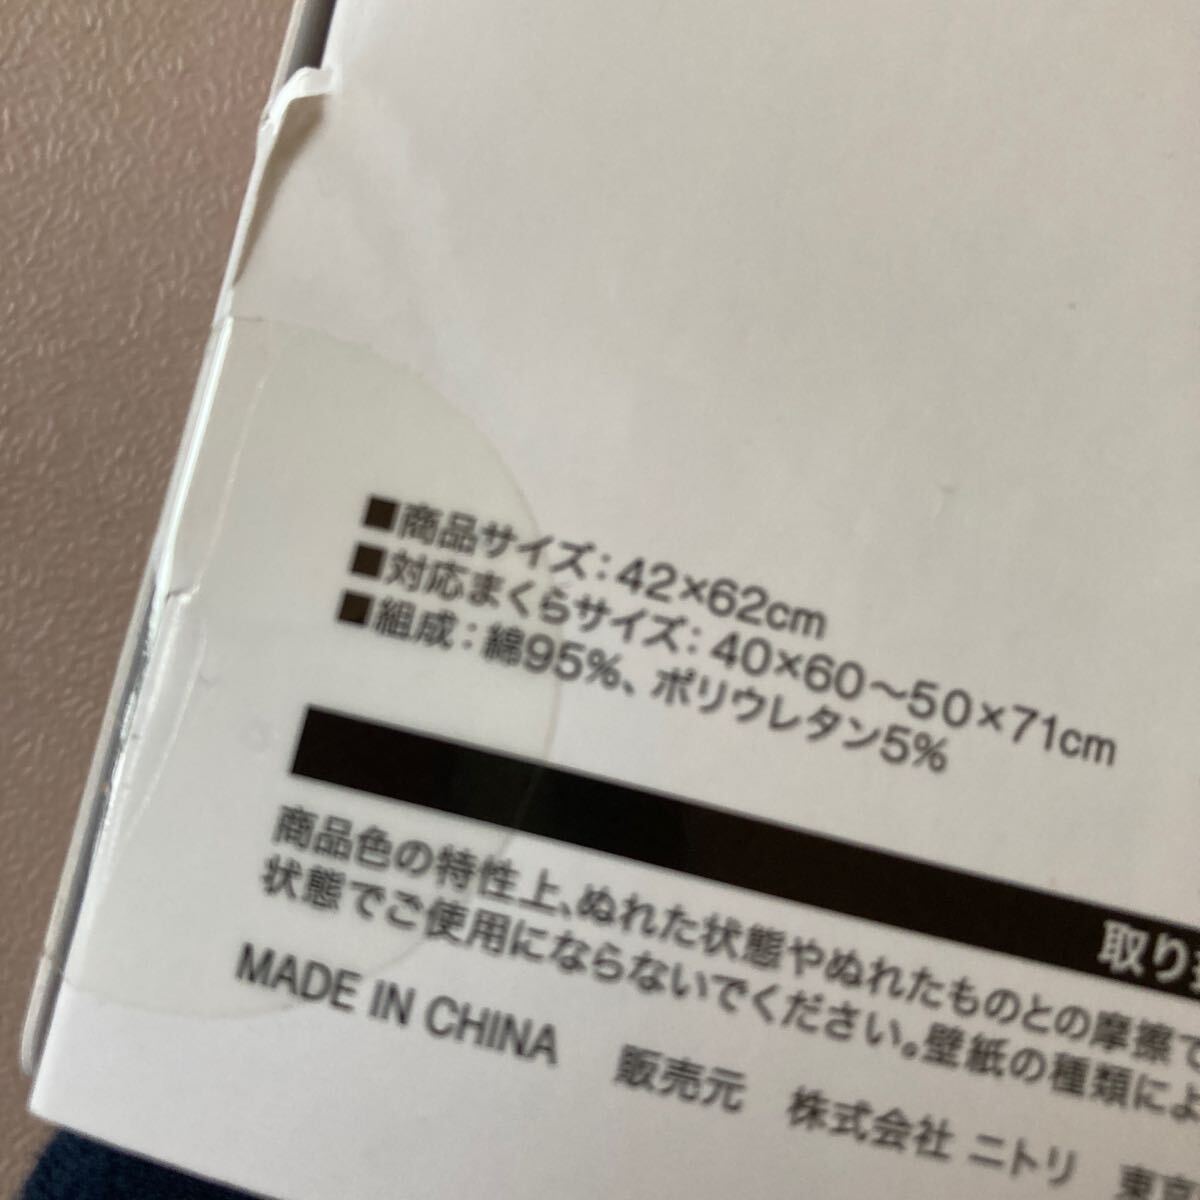 ■商品サイズ：42×62cm
■対応まくらサイズ：40×60〜50×71cm
■組成：綿95%、ポリウレタン5%
取り
商品色の特性上、ぬれた状態やぬれたものとの摩擦で
状態でご使用にならないでください。壁紙の種類によ
MADE IN CHINA 販売元 株式会社 ニトリ 東京